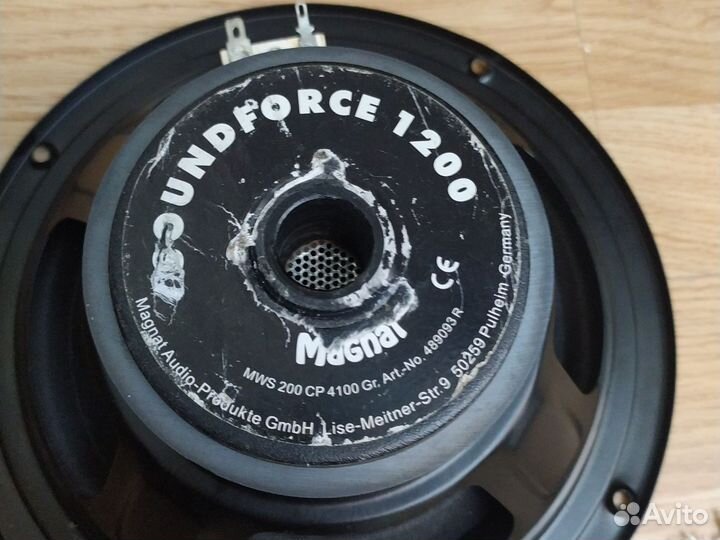 SOUNDFORCE 1200
CE
Magnat
MWS 200 CP 4100 Gr. Art.-No. 489093 R
Magnat Audio-Produkte GmbH Lise-Meitner-Str. 9 50259 Pulheim Germany
Avito